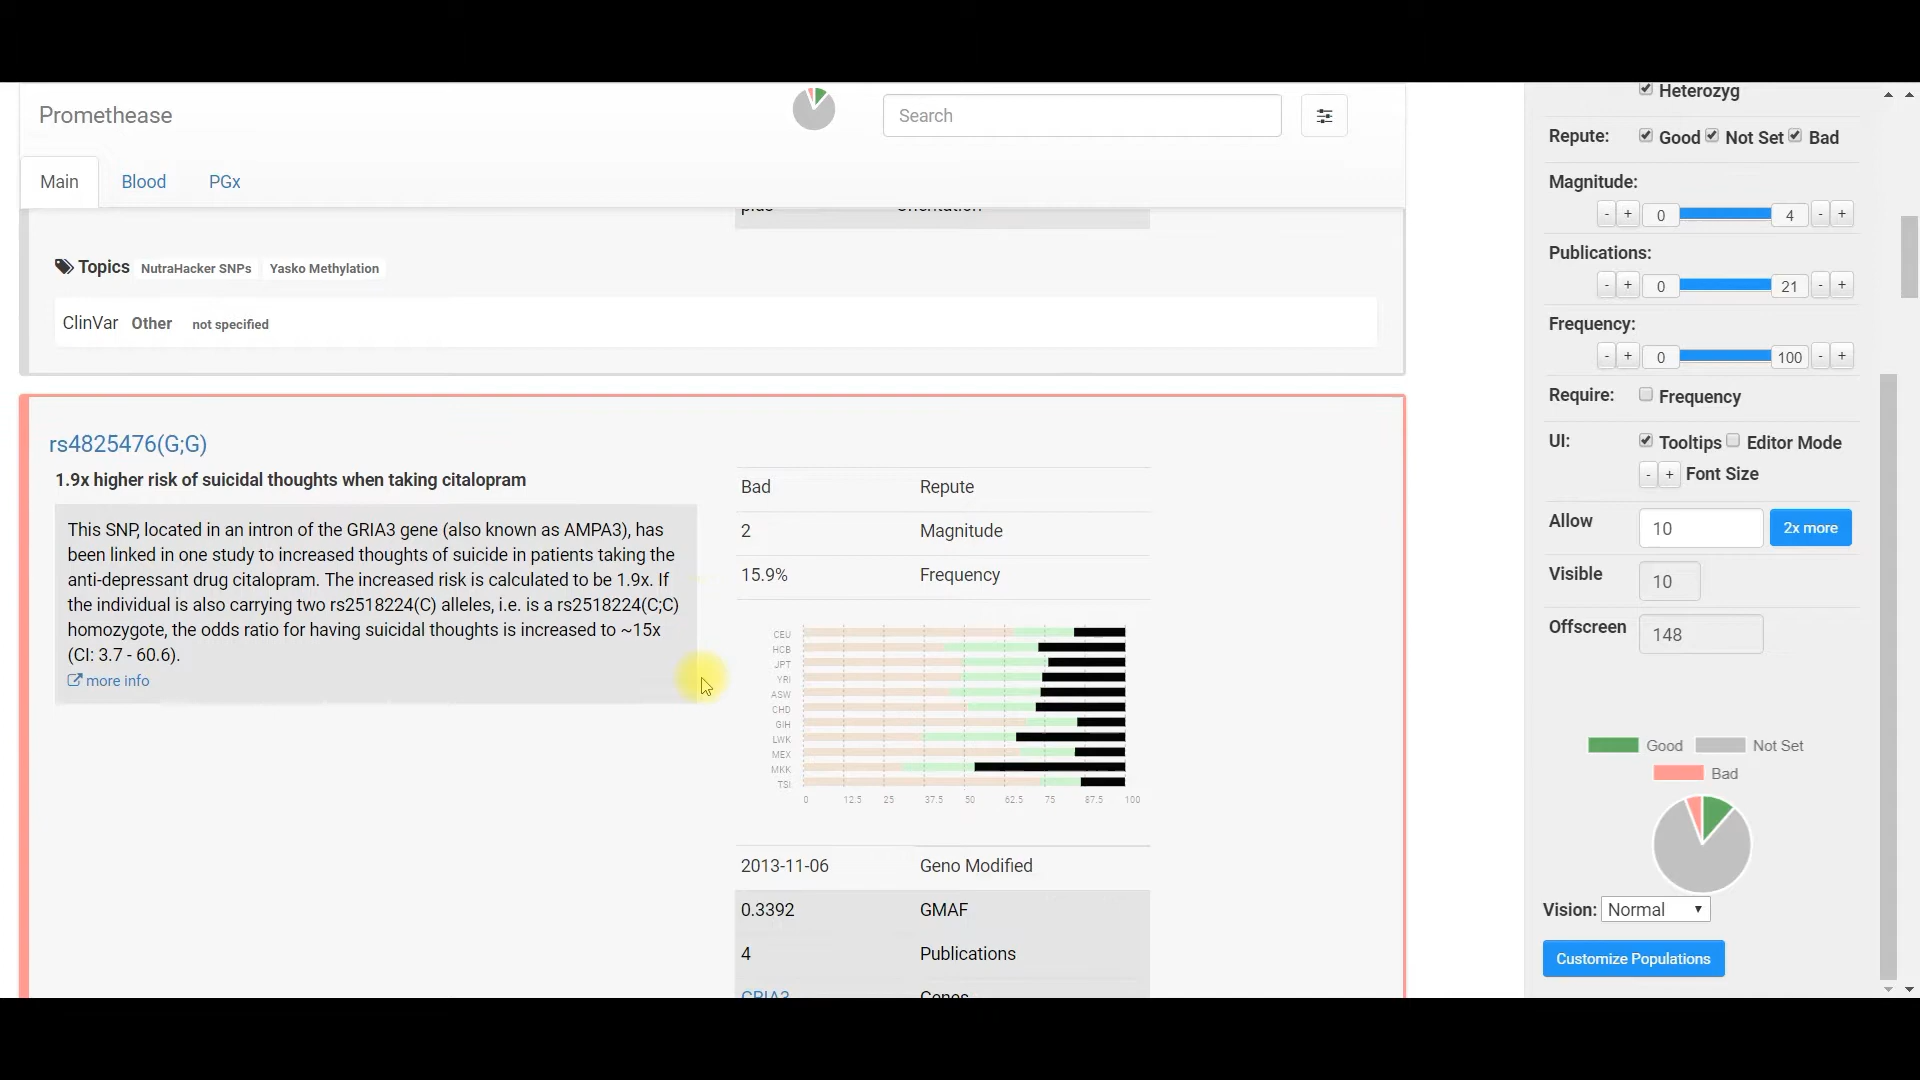 Promethease
Search
Main
Blood
PGx
Topics NutraHacker SNPs Yasko Methylation
ClinVar Other not specified
rs4825476(G;G)
1.9x higher risk of suicidal thoughts when taking citalopram
This SNP, located in an intron of the GRIA3 gene (also known as AMPA3), has
been linked in one study to increased thoughts of suicide in patients taking the
anti-depressant drug citalopram. The increased risk is calculated to be 1.9x. If
the individual is also carrying two rs2518224(C) alleles, i.e. is a rs2518224(C;C)
homozygote, the odds ratio for having suicidal thoughts is increased to ~15x
(CI: 3.7 - 60.6).
more info
Bad Repute
2 Magnitude
15.9% Frequency
CEU
HCB
JPT
YRI
ASW
CHD
GIH
LWK
MEX
MKK
TSI
0 12.5 25 37.5 50 62.5 75 87.5 100
2013-11-06 Geno Modified
0.3392 GMAF
4 Publications
GRIA3 Genes
Heterozyg
Repute: Good Not Set Bad
Magnitude:
- + 0 4 - +
Publications:
- + 0 21 - +
Frequency:
- + 0 100 - +
Require: Frequency
UI: Tooltips Editor Mode
- + Font Size
Allow 10 2x more
Visible 10
Offscreen 148
Good Not Set
Bad
Vision: Normal
Customize Populations